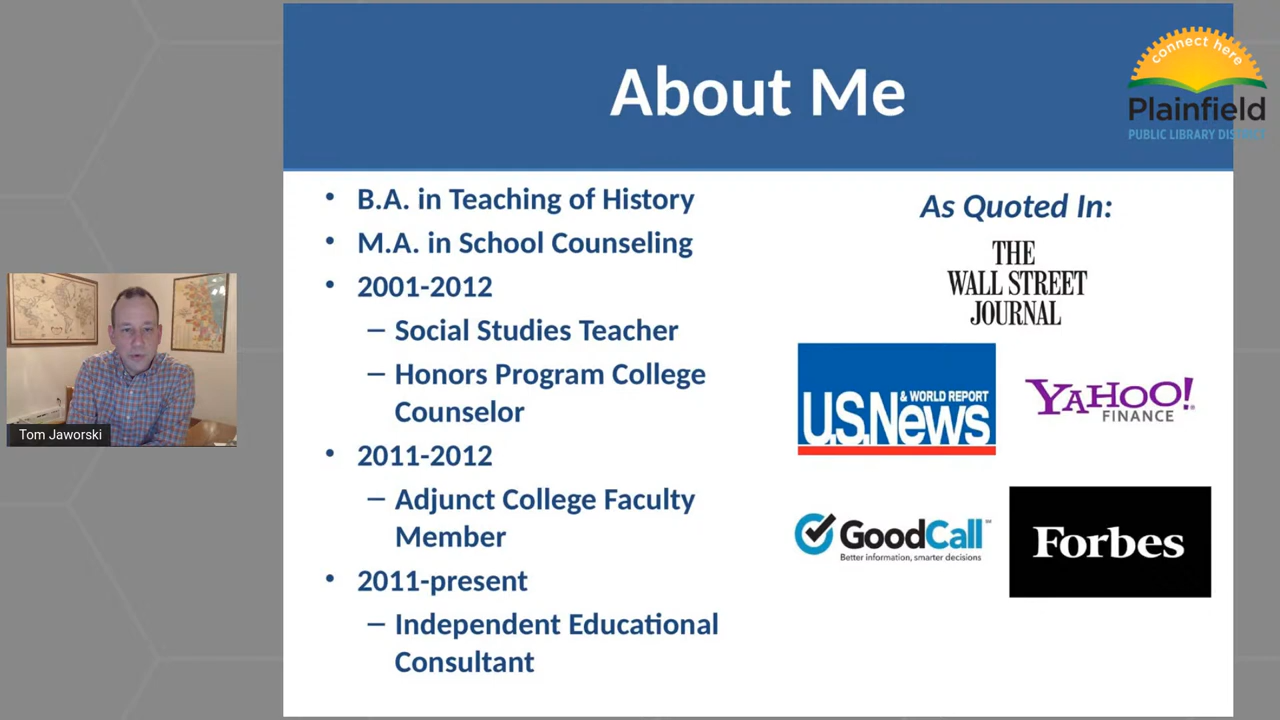 About Me
connect here
Plainfield
PUBLIC LIBRARY DISTRICT
• B.A. in Teaching of History
• M.A. in School Counseling
• 2001-2012
– Social Studies Teacher
– Honors Program College
Counselor
• 2011-2012
– Adjunct College Faculty
Member
• 2011-present
– Independent Educational
Consultant
As Quoted In:
THE
WALL STREET
JOURNAL
U.S.News
& WORLD REPORT
YAHOO!
FINANCE
GoodCall
Better information, smarter decisions
Forbes
Tom Jaworski